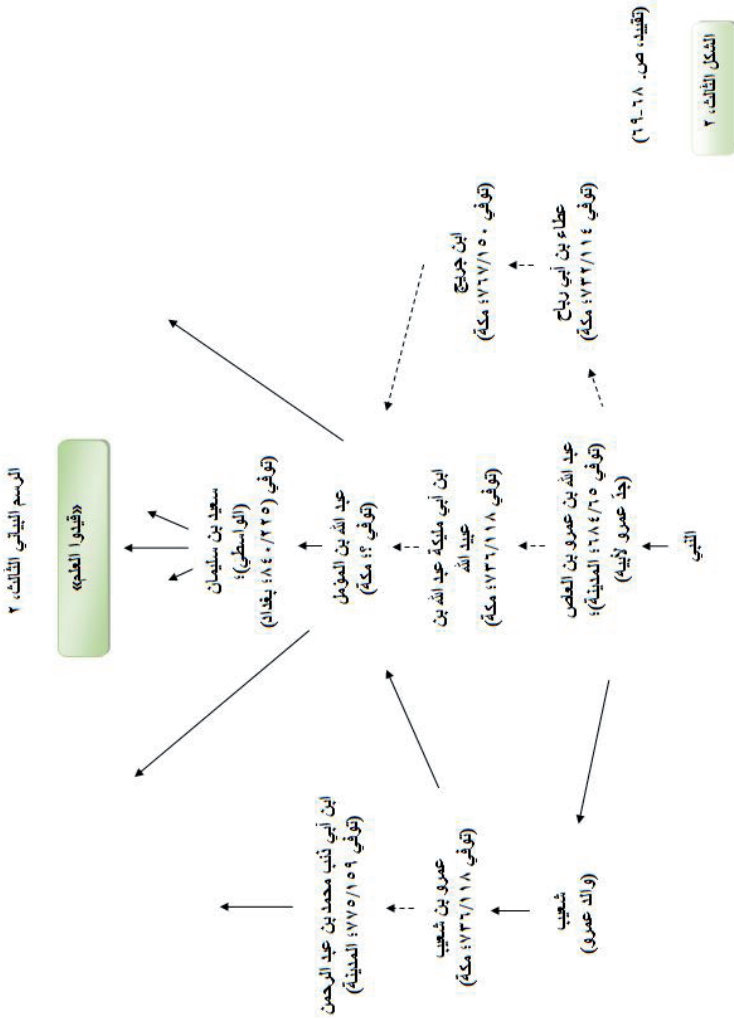 الرسم البياني الثالث، ٢
«قيدوا العلم»
سعيد بن سليمان
(الواسطي)؛
(توفي (٨٤٠/٢٢٥؛ بغداد)
عبد الله بن المؤمل
(توفي ؟؛ مكة)
ابن أبي ذئب محمد بن عبد الرحمن
(توفي ٧٧٥/١٥٩؛ المدينة)
ابن أبي مليكة عبد الله بن
عبيد الله
(توفي ٧٣٦/١١٨؛ مكة)
ابن جريج
(توفي ٧٦٧/١٥٠؛ مكة)
عمرو بن شعيب
(توفي ٧٣٦/١١٨؛ مكة)
عبد الله بن عمرو بن العاص
(توفي ٦٨٤/٦٥؛ المدينة)؛
(جد عمرو لأبيه)
عطاء بن أبي رباح
(توفي ٧٣٢/١١٤؛ مكة)
شعيب
(والد عمرو)
النبي
(تقييد، ص. ٦٨-٦٩)
الشكل الثالث، ٢